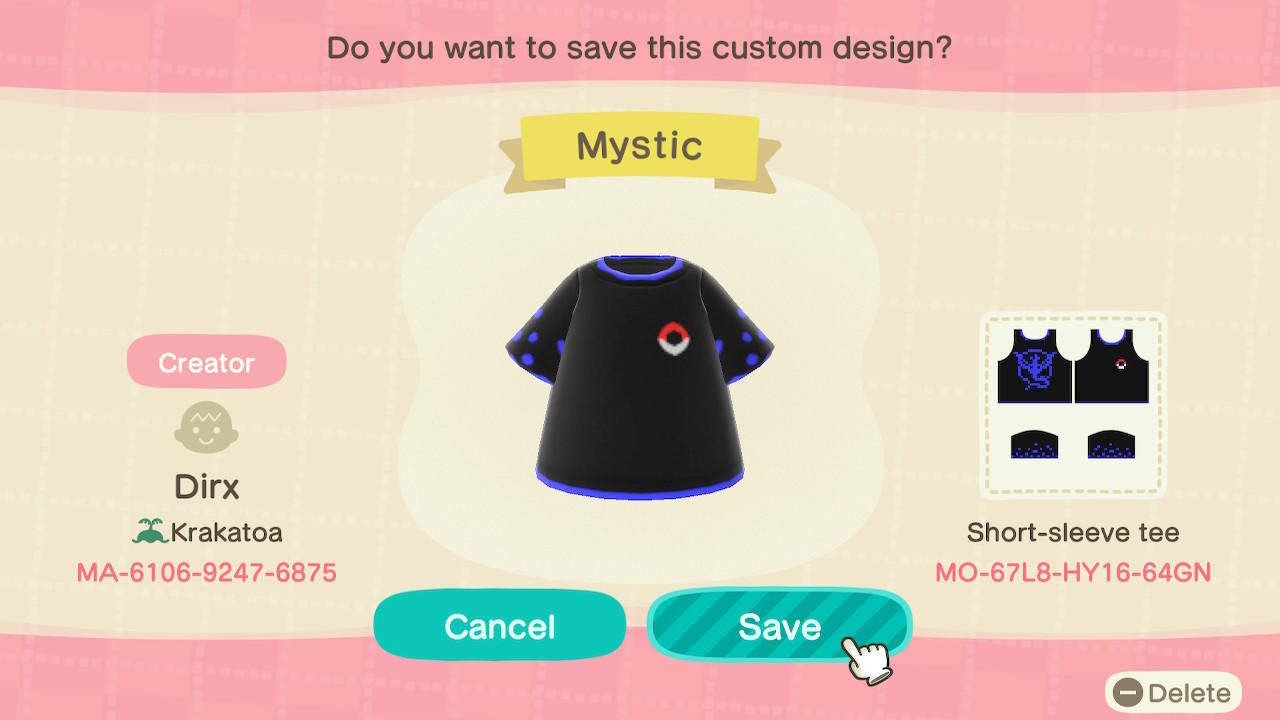 Do you want to save this custom design?
Mystic
Creator
Dirx
Krakatoa
MA-6106-9247-6875
Short-sleeve tee
MO-67L8-HY16-64GN
Cancel
Save
Delete